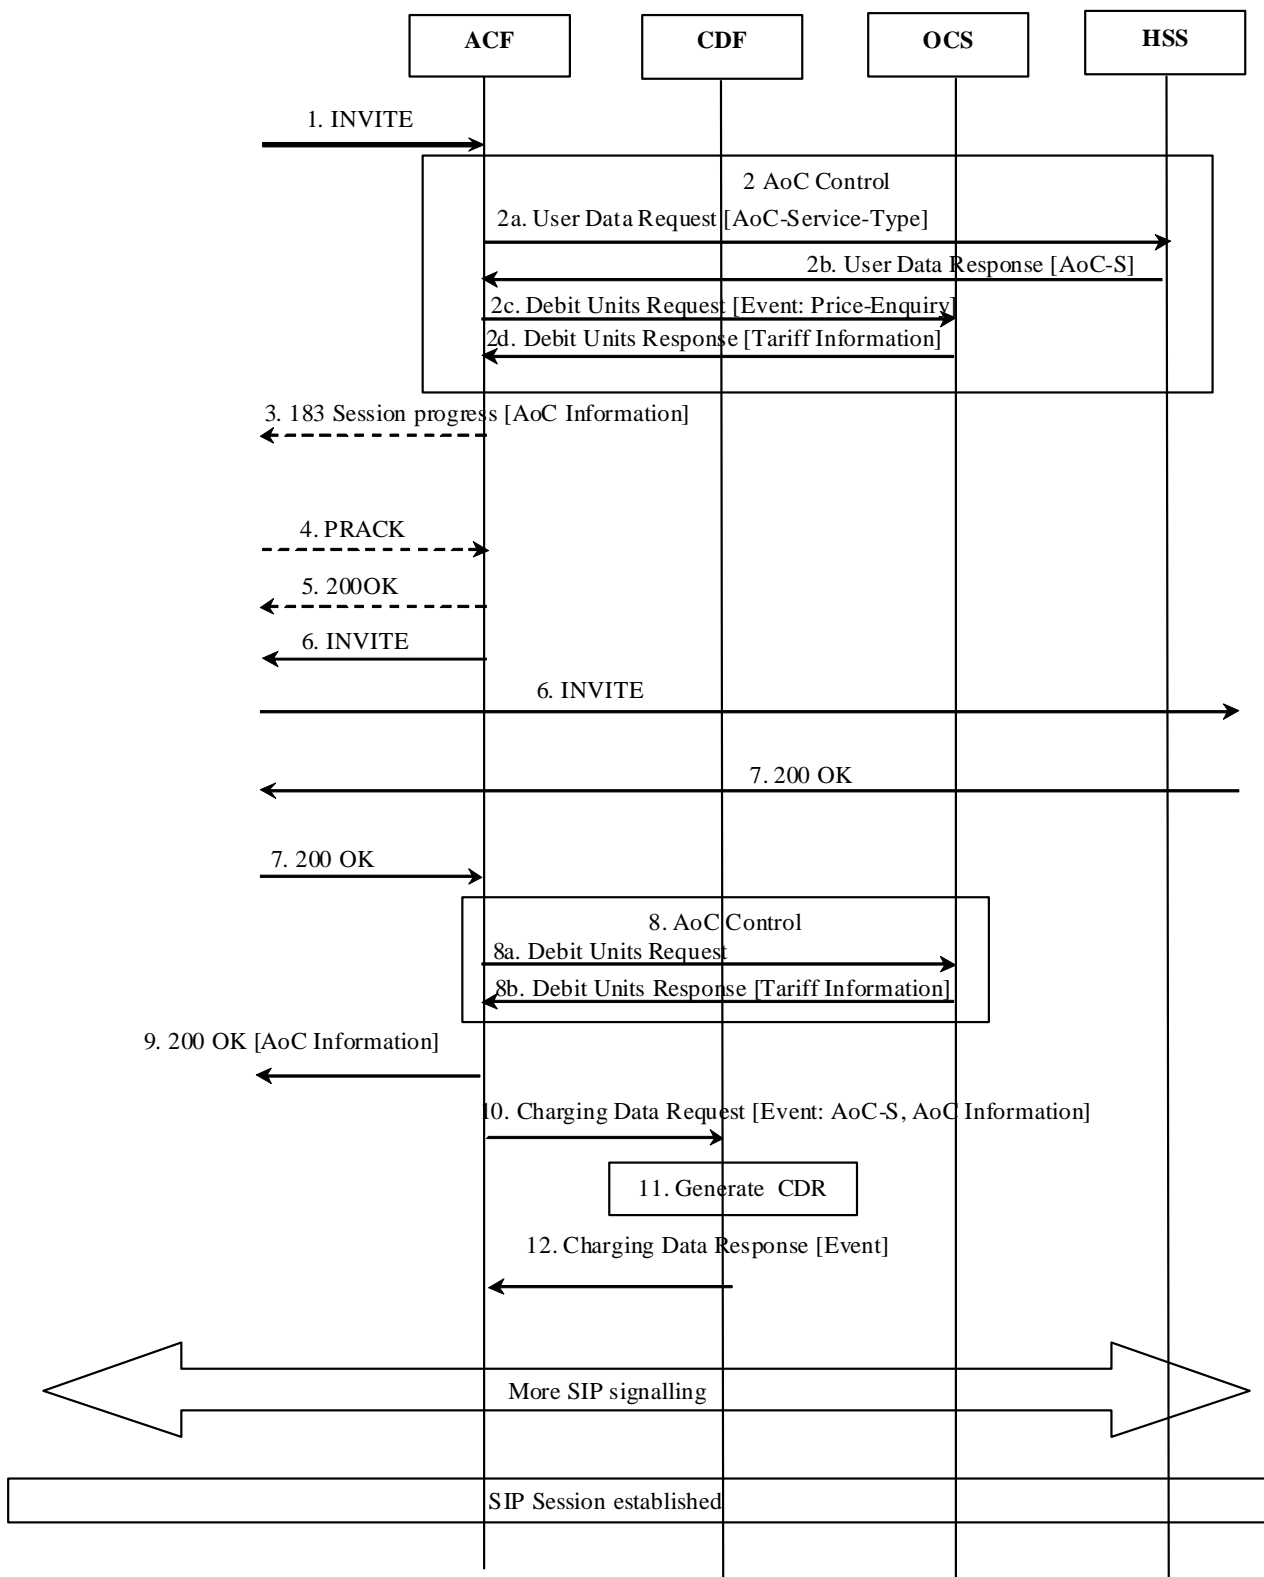 ACF CDF OCS HSS
1. INVITE
2 AoC Control
2a. User Data Request [AoC-Service-Type]
2b. User Data Response [AoC-S]
2c. Debit Units Request [Event: Price-Enquiry]
2d. Debit Units Response [Tariff Information]
3. 183 Session progress [AoC Information]
4. PRACK
5. 200OK
6. INVITE
6. INVITE
7. 200 OK
7. 200 OK
8. AoC Control
8a. Debit Units Request
8b. Debit Units Response [Tariff Information]
9. 200 OK [AoC Information]
10. Charging Data Request [Event: AoC-S, AoC Information]
11. Generate CDR
12. Charging Data Response [Event]
More SIP signalling
SIP Session established